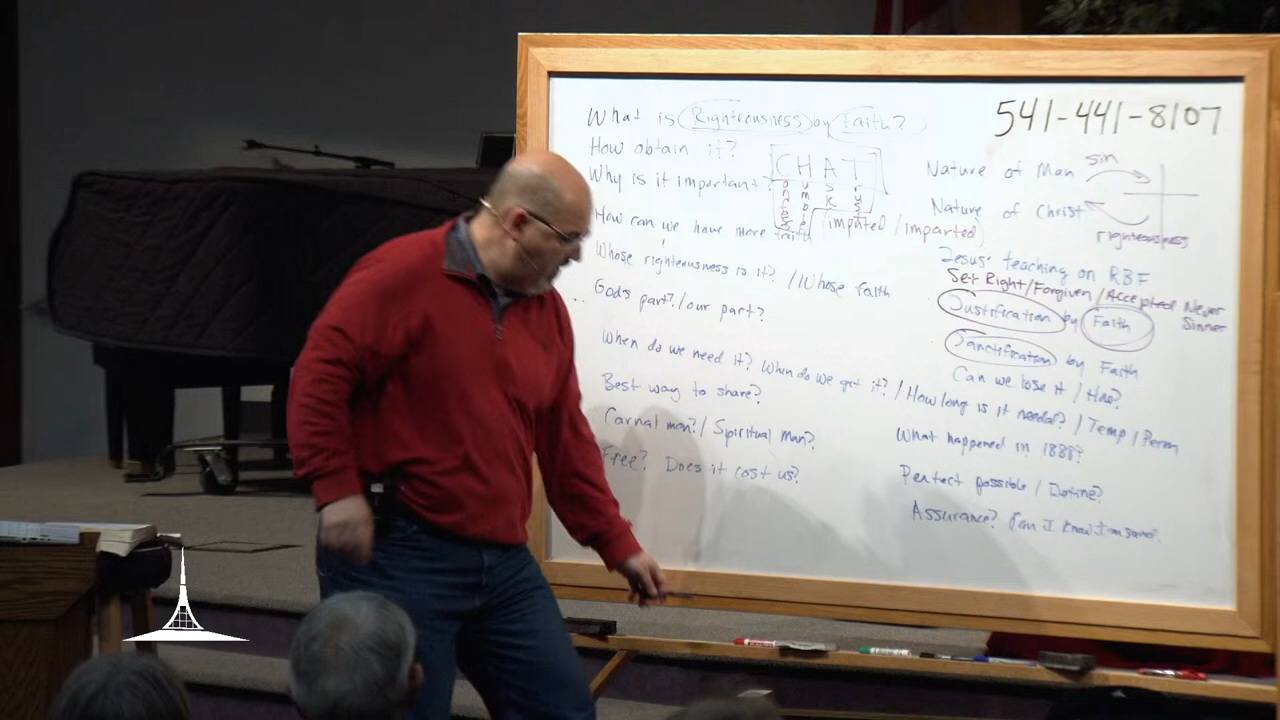 What is Righteousness by Faith?
How obtain it?
Why is it important?
CHAT
How can we have more faith
(imputed/imparted)
Whose righteousness is it? / Whose faith
Gods part? / our part?
When do we need it? When do we get it? / How long is it needed? / Temp / Perm
Best way to share?
Carnal man? / Spiritual Man?
Free? Does it cost us?
541-441-8107
Nature of Man
sin
Nature of Christ
righteousness
Jesus' teaching on RBF
Set Right/Forgiven/Accepted Never Sinner
Justification by Faith
Sanctification by Faith
Can we lose it / How?
What happened in 1888?
Perfect possible / Define?
Assurance? Can I know I'm saved?